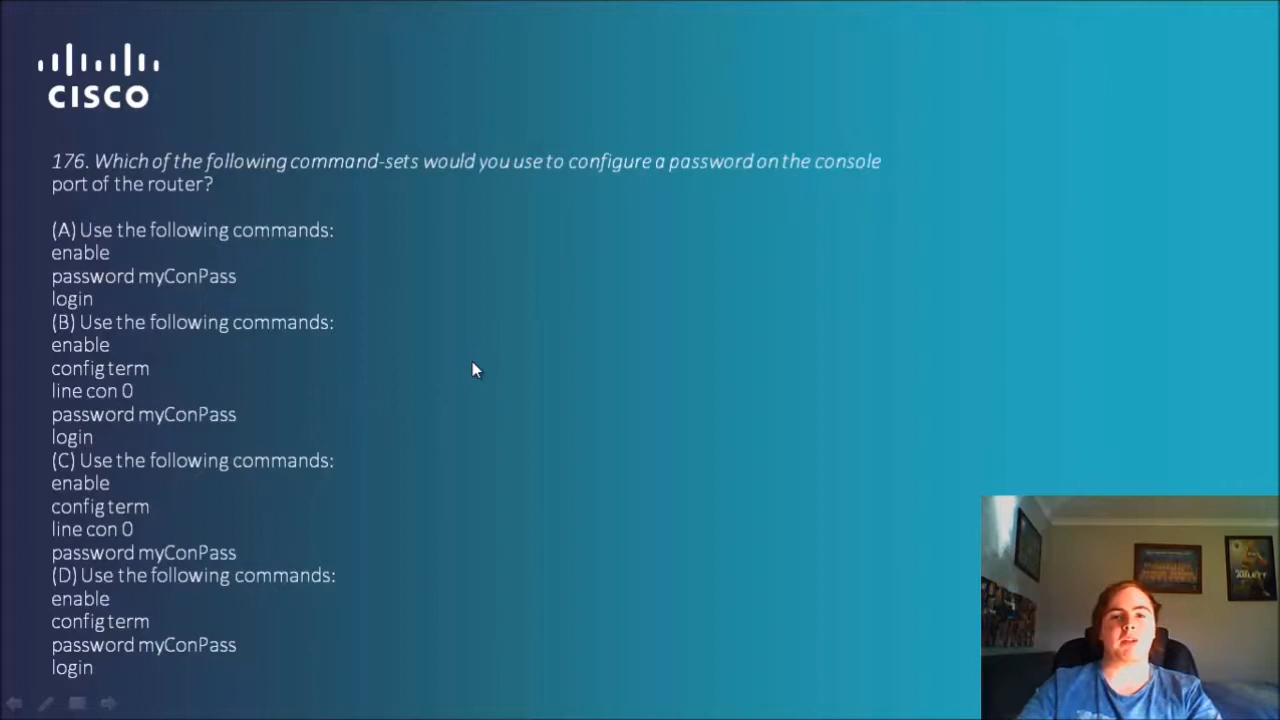 CISCO
176. Which of the following command-sets would you use to configure a password on the console
port of the router?
(A) Use the following commands:
enable
password myConPass
login
(B) Use the following commands:
enable
config term
line con 0
password myConPass
login
(C) Use the following commands:
enable
config term
line con 0
password myConPass
(D) Use the following commands:
enable
config term
password myConPass
login